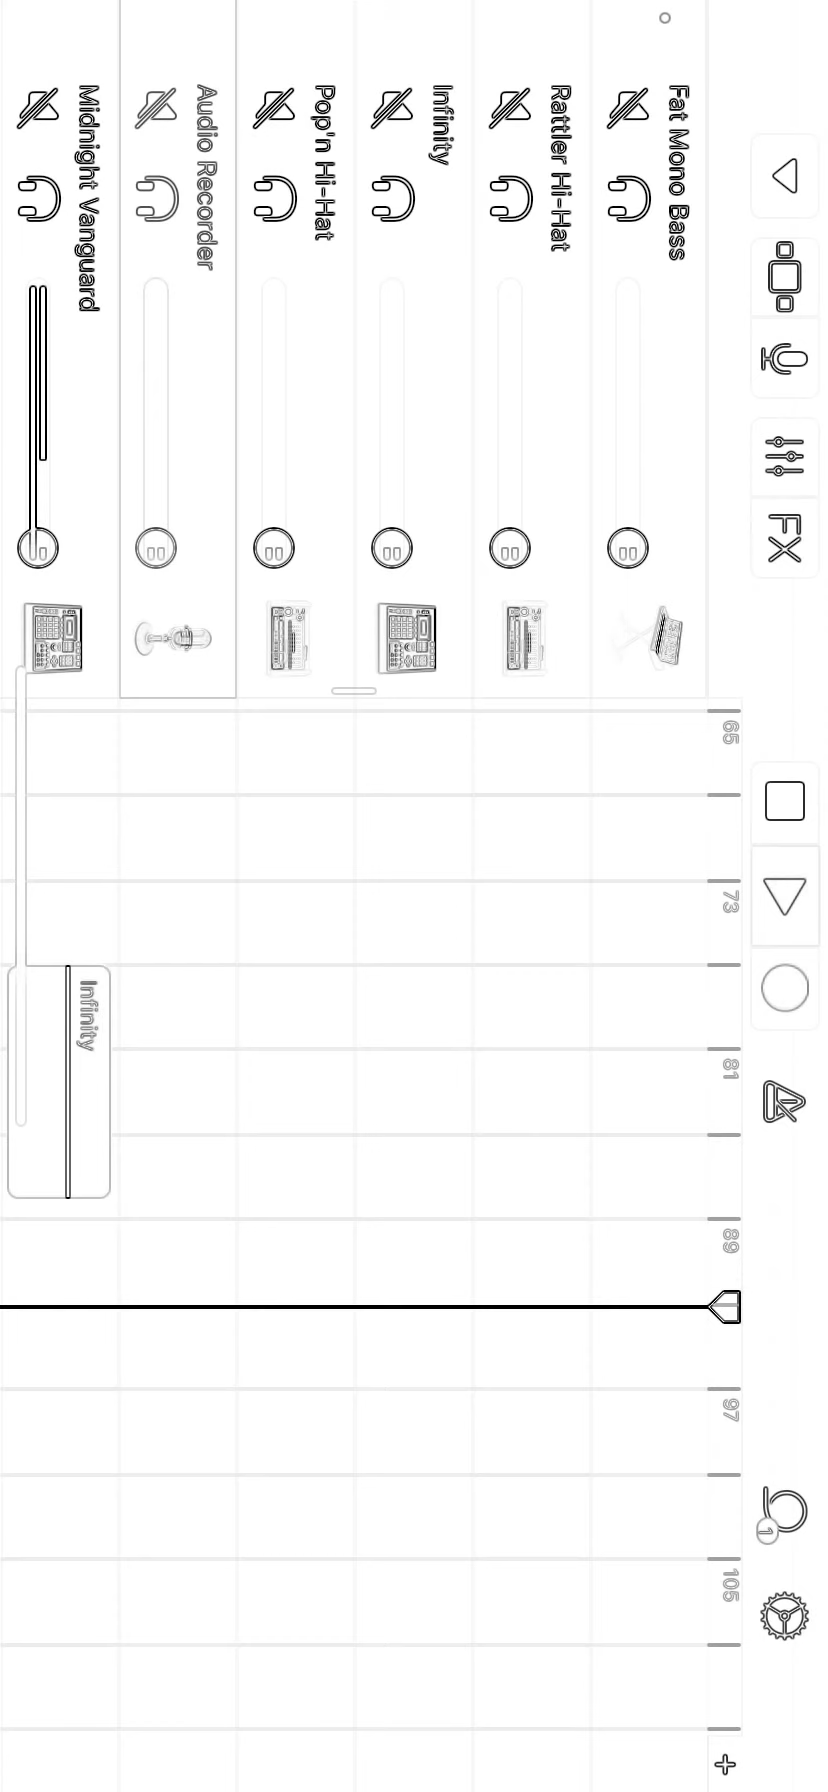 FX
65
73
81
89
97
105
1
Fat Mono Bass
Rattler Hi-Hat
Infinity
Pop'n Hi-Hat
Audio Recorder
Midnight Vanguard
Infinity